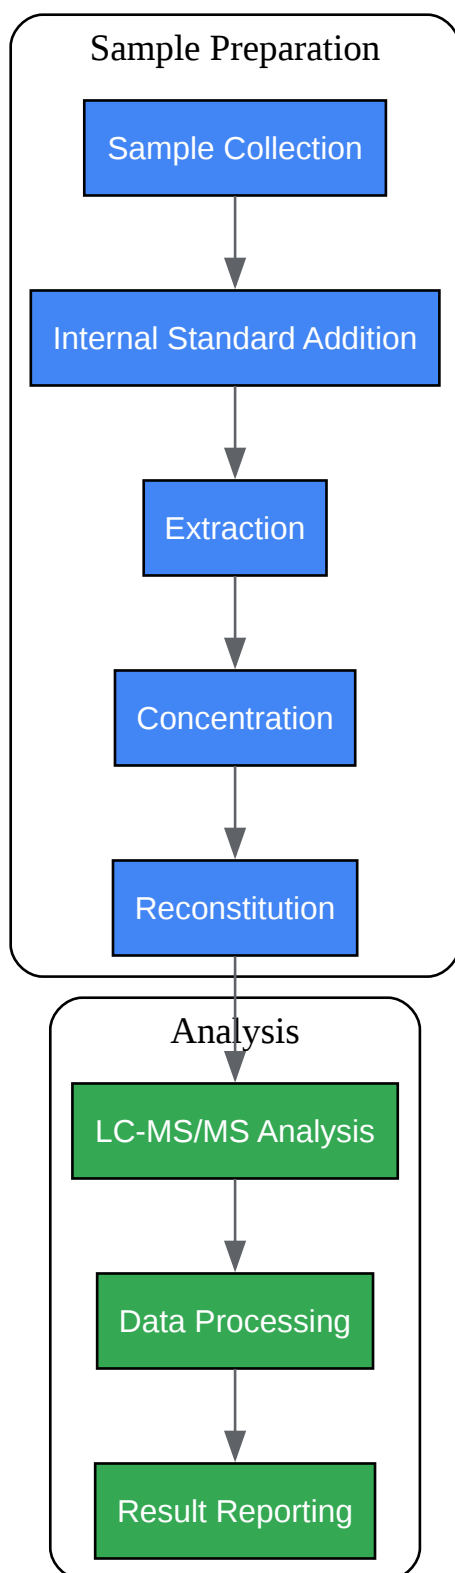 Sample Preparation
Sample Collection
Internal Standard Addition
Extraction
Concentration
Reconstitution
Analysis
LC-MS/MS Analysis
Data Processing
Result Reporting